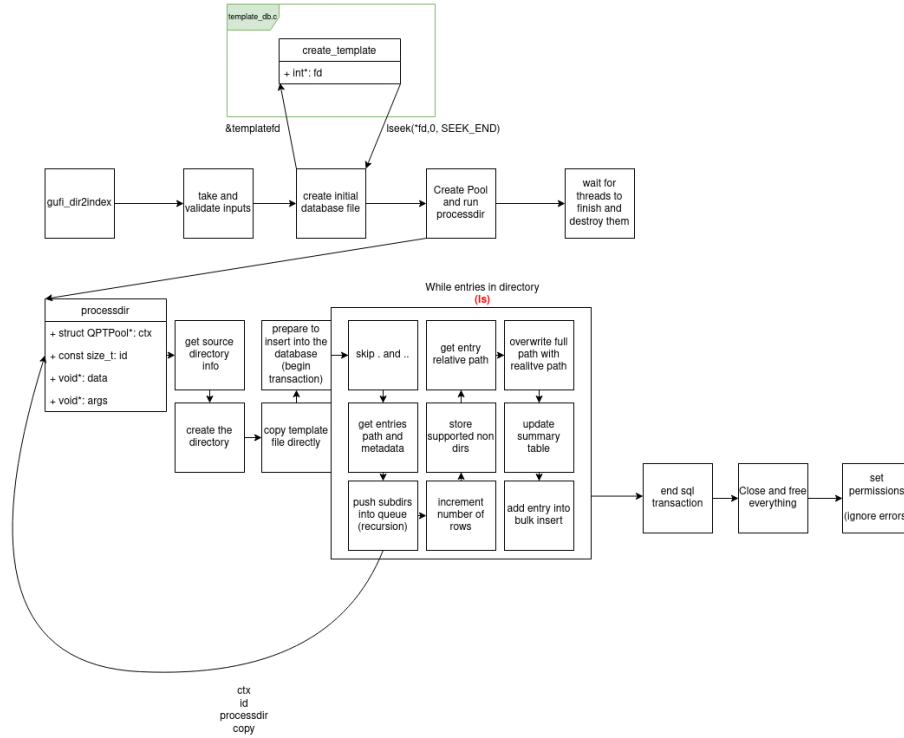 template_db.c
create_template
+ int*: fd
&templatefd
lseek(*fd,0, SEEK_END)
gufi_dir2index
take and
validate inputs
create initial
database file
Create Pool
and run
processdir
wait for
threads to
finish and
destroy them
While entries in directory
(ls)
processdir
+ struct QPTPool*: ctx
+ const size_t: id
+ void*: data
+ void*: args
get source
directory
info
create the
directory
copy template
file directly
prepare to
insert into the
database
(begin
transaction)
skip . and ..
get entries
path and
metadata
push subdirs
into queue
(recursion)
increment
number of
rows
store
supported non
dirs
get entry
relative path
overwrite full
path with
realitve path
update
summary
table
add entry into
bulk insert
end sql
transaction
Close and free
everything
set
permissions
(ignore errors
ctx
id
processdir
copy